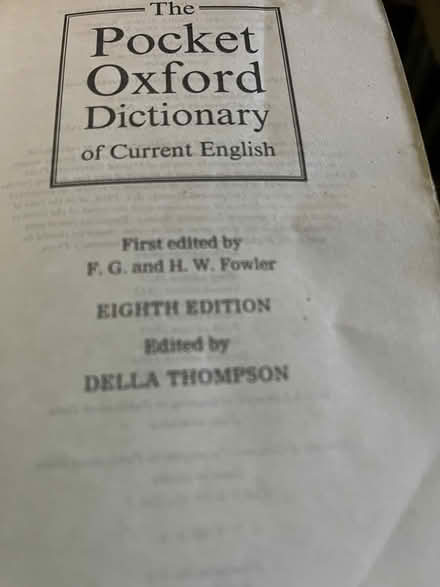 The
Pocket
Oxford
Dictionary
of Current English
First edited by
F. G. and H. W. Fowler
EIGHTH EDITION
Edited by
DELLA THOMPSON